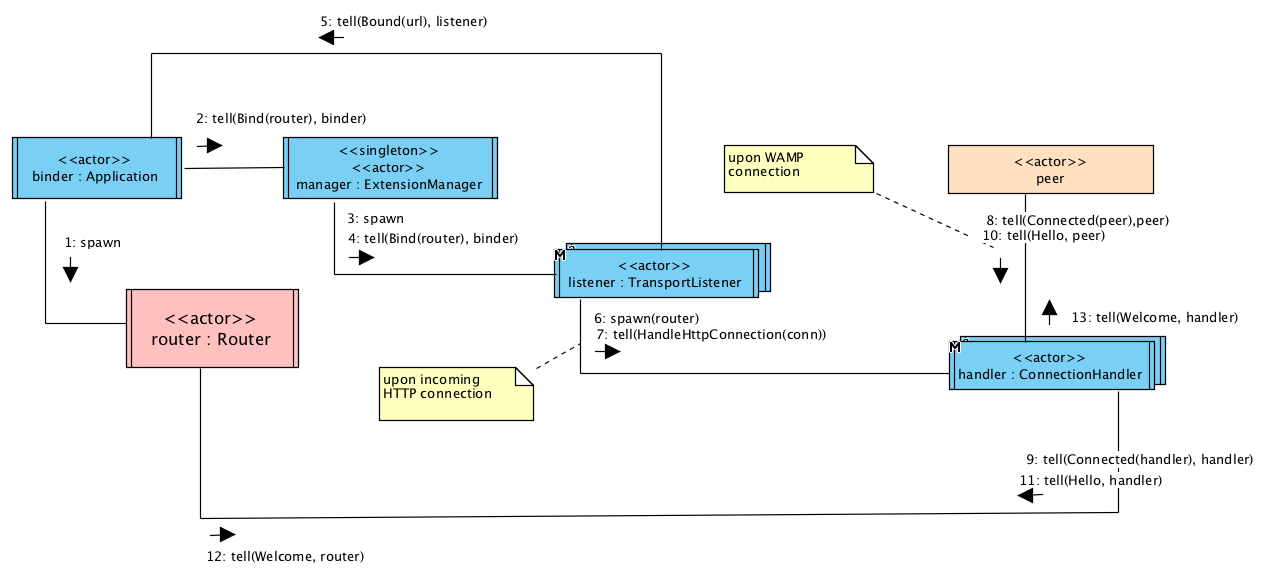 5: tell(Bound(url), listener)
2: tell(Bind(router), binder)
<<actor>>
binder : Application
<<singleton>>
<<actor>>
manager : ExtensionManager
upon WAMP
connection
<<actor>>
peer
1: spawn
3: spawn
4: tell(Bind(router), binder)
8: tell(Connected(peer),peer)
10: tell(Hello, peer)
M
<<actor>>
listener : TransportListener
<<actor>>
router : Router
6: spawn(router)
7: tell(HandleHttpConnection(conn))
13: tell(Welcome, handler)
M
<<actor>>
handler : ConnectionHandler
upon incoming
HTTP connection
9: tell(Connected(handler), handler)
11: tell(Hello, handler)
12: tell(Welcome, router)